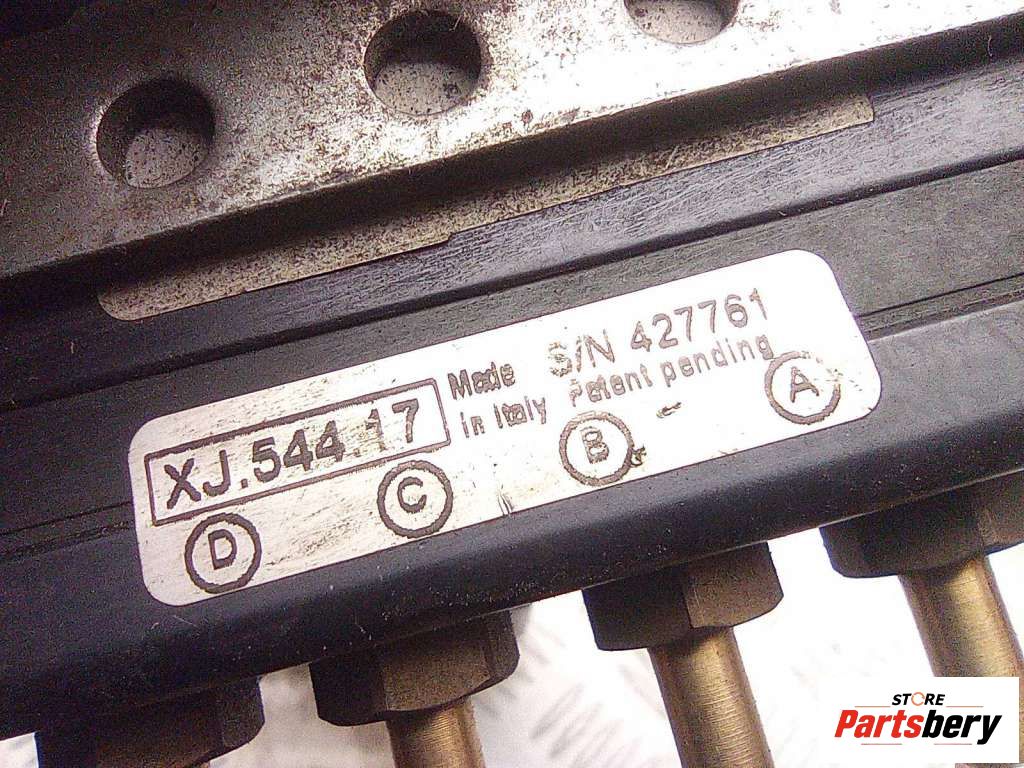 XJ.544.17
Made
in Italy
S/N 427761
Patent pending
D
C
B
A
STORE
Partsbery